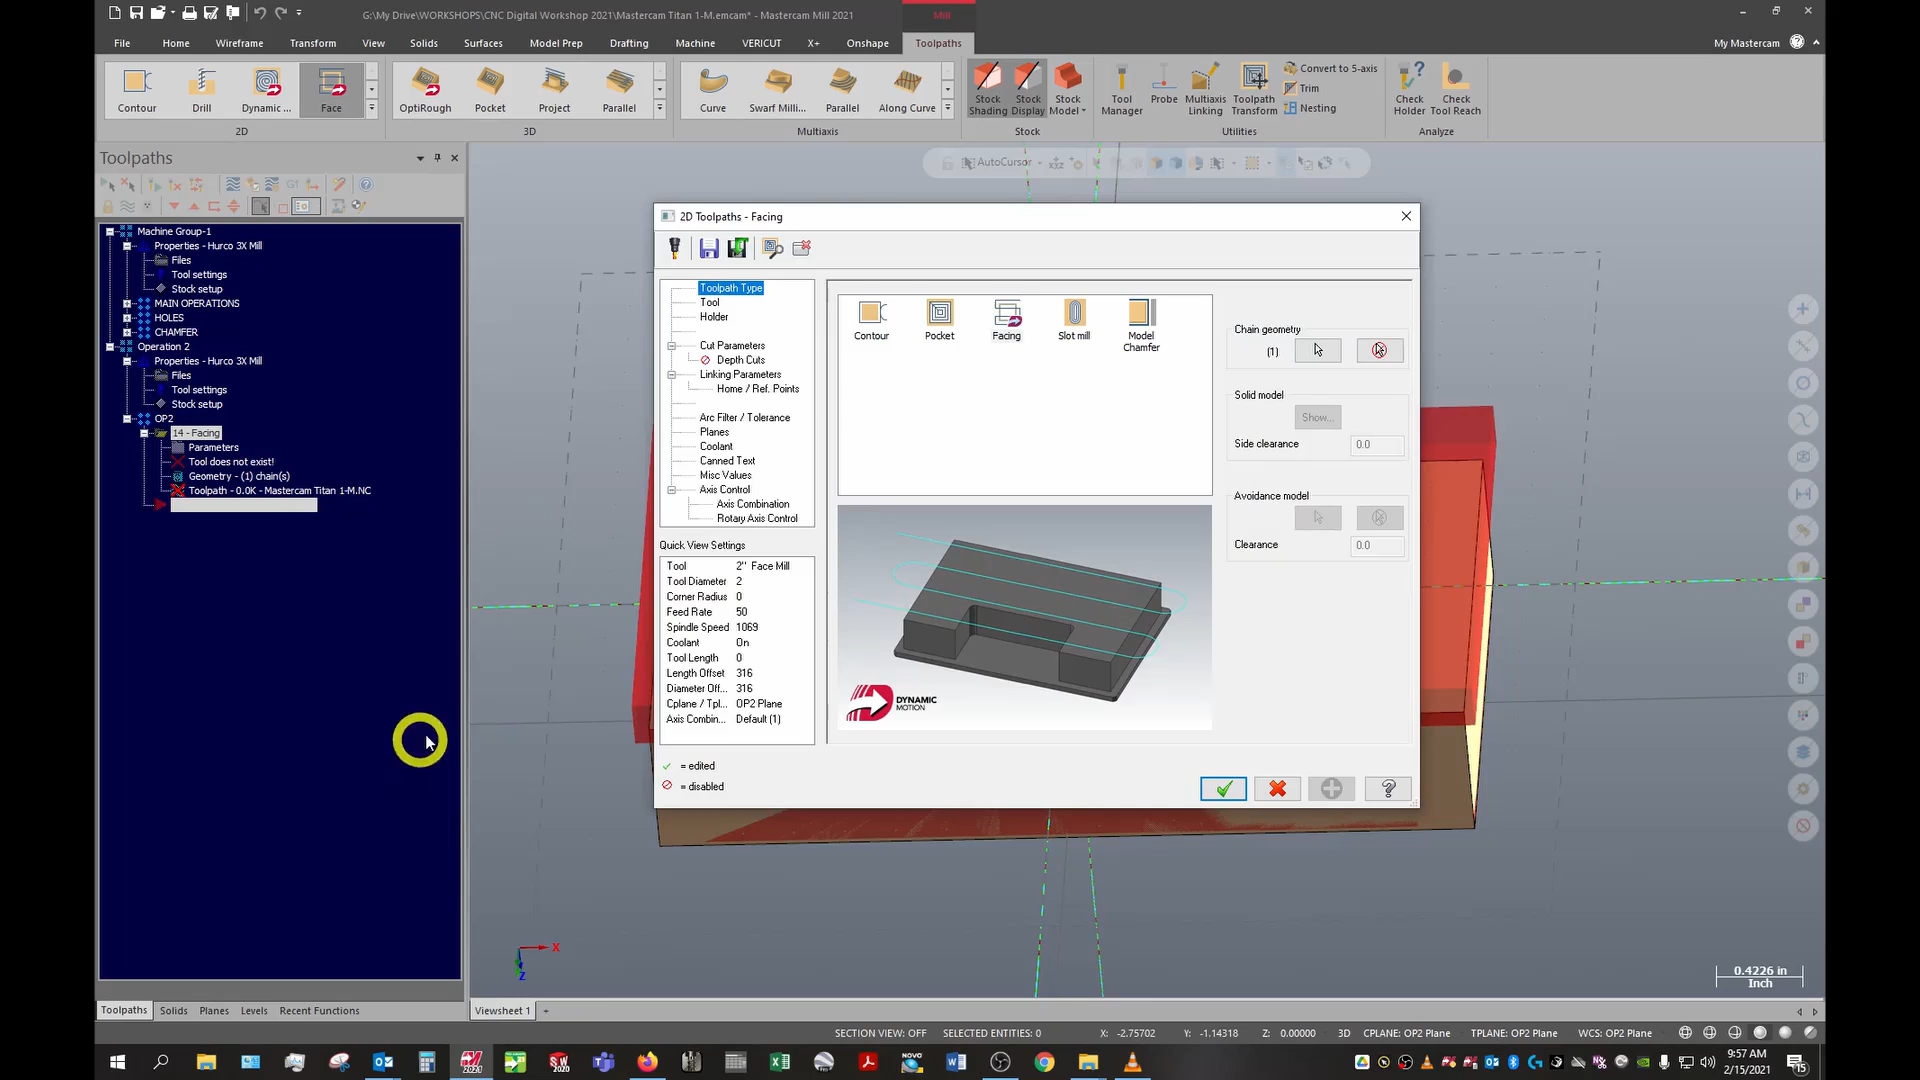 G:\My Drive\WORKSHOPS\CNC Digital Workshop 2021\Mastercam Titan 1-M.emcam* - Mastercam Mill 2021
Mill
File Home Wireframe Transform View Solids Surfaces Model Prep Drafting Machine VERICUT X+ Onshape Toolpaths My Mastercam
Contour Drill Dynamic ... Face OptiRough Pocket Project Parallel Curve Swarf Milli... Parallel Along Curve
Stock Shading Stock Display Stock Model
Tool Manager Probe Multiaxis Linking Toolpath Transform
Convert to 5-axis
Trim
Nesting
Check Holder Check Tool Reach
2D 3D Multiaxis Stock Utilities Analyze
Toolpaths
AutoCursor
G1
Machine Group-1
Properties - Hurco 3X Mill
Files
Tool settings
Stock setup
MAIN OPERATIONS
HOLES
CHAMFER
Operation 2
Properties - Hurco 3X Mill
Files
Tool settings
Stock setup
OP2
14 - Facing
Parameters
Tool does not exist!
Geometry - (1) chain(s)
Toolpath - 0.0K - Mastercam Titan 1-M.NC
2D Toolpaths - Facing
Toolpath Type
Tool
Holder
Cut Parameters
Depth Cuts
Linking Parameters
Home / Ref. Points
Arc Filter / Tolerance
Planes
Coolant
Canned Text
Misc Values
Axis Control
Axis Combination
Rotary Axis Control
Quick View Settings
Tool 2'' Face Mill
Tool Diameter 2
Corner Radius 0
Feed Rate 50
Spindle Speed 1069
Coolant On
Tool Length 0
Length Offset 316
Diameter Off... 316
Cplane / Tpl... OP2 Plane
Axis Combin... Default (1)
= edited
= disabled
Contour Pocket Facing Slot mill Model Chamfer
DYNAMIC
MOTION
Chain geometry
(1)
Solid model
Show...
Side clearance 0.0
Avoidance model
Clearance 0.0
X
Z
0.4226 in
Inch
Toolpaths Solids Planes Levels Recent Functions
Viewsheet 1 +
SECTION VIEW: OFF SELECTED ENTITIES: 0 X: -2.75702 Y: -1.14318 Z: 0.00000 3D CPLANE: OP2 Plane TPLANE: OP2 Plane WCS: OP2 Plane
9:57 AM
2/15/2021
15